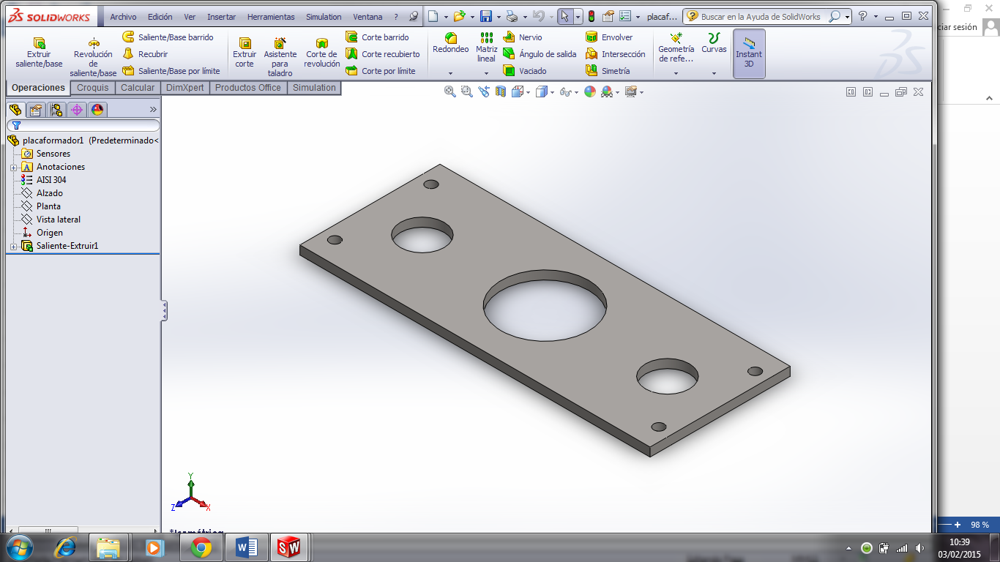 SOLIDWORKS
Archivo Edición Ver Insertar Herramientas Simulation Ventana ?
placaf...
Buscar en la Ayuda de SolidWorks
?
ciar sesión
Extruir saliente/base
Revolución de saliente/base
Saliente/Base barrido
Recubrir
Saliente/Base por límite
Extruir corte
Asistente para taladro
Corte de revolución
Corte barrido
Corte recubierto
Corte por límite
Redondeo
Matriz lineal
Nervio
Ángulo de salida
Vaciado
Envolver
Intersección
Simetría
Geometría de refe...
Curvas
Instant 3D
Operaciones Croquis Calcular DimXpert Productos Office Simulation
placaformador1 (Predeterminado<
Sensores
Anotaciones
AISI 304
Alzado
Planta
Vista lateral
Origen
Saliente-Extruir1
Y
Z X
*Isométrica
98 %
10:39
03/02/2015